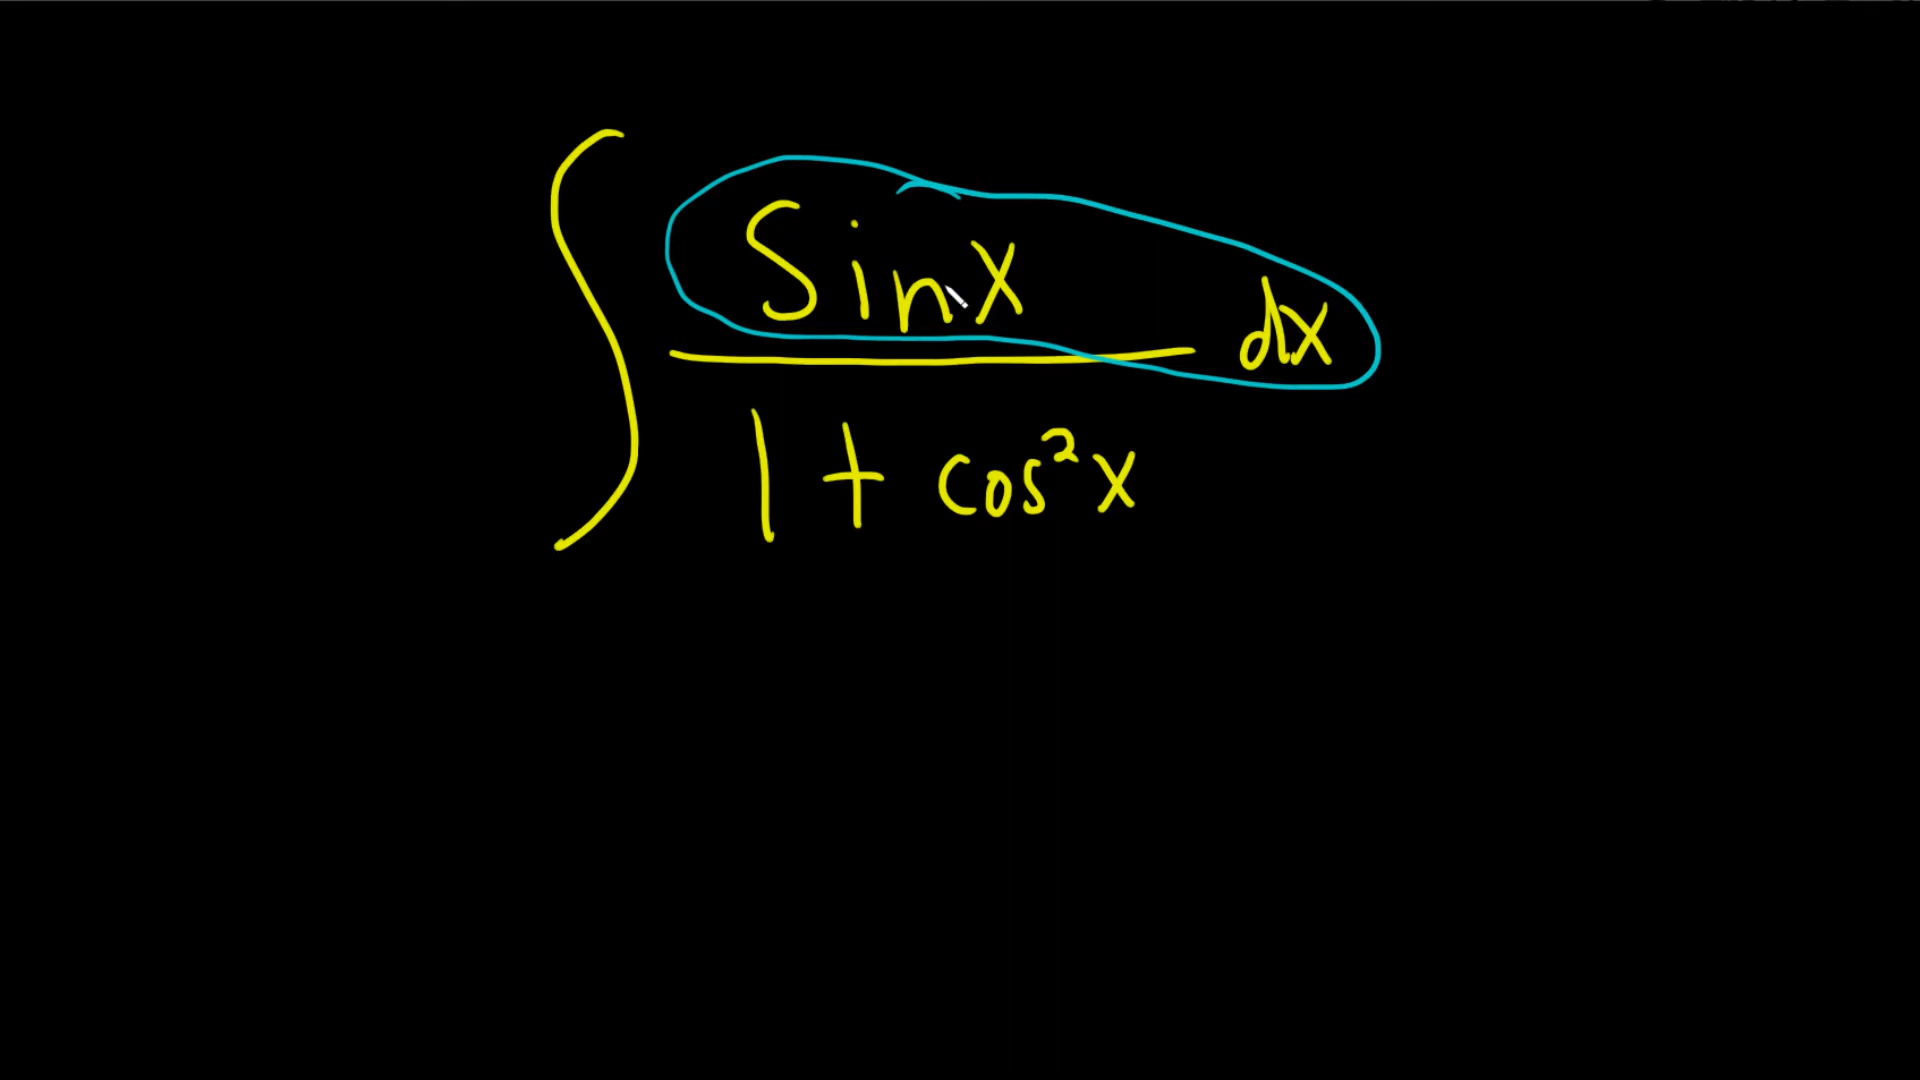 ∫ Sinx / 1 + cos²x dx